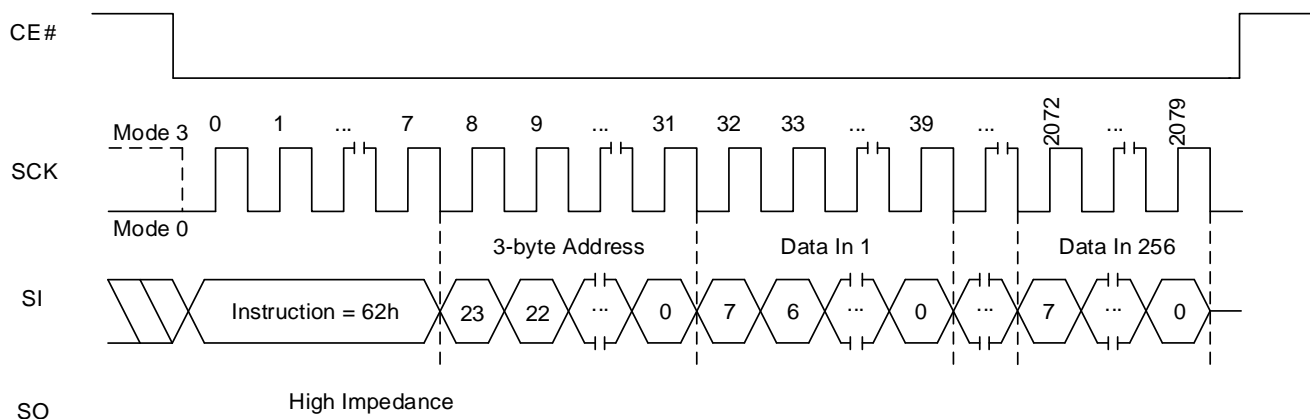 CE#
0 1 ... 7 8 9 ... 31 32 33 ... 39 ... 2072 ... 2079
Mode 3
SCK
Mode 0
3-byte Address Data In 1 Data In 256
SI Instruction = 62h 23 22 ... 0 7 6 ... 0 ... 7 ... 0
High Impedance
SO